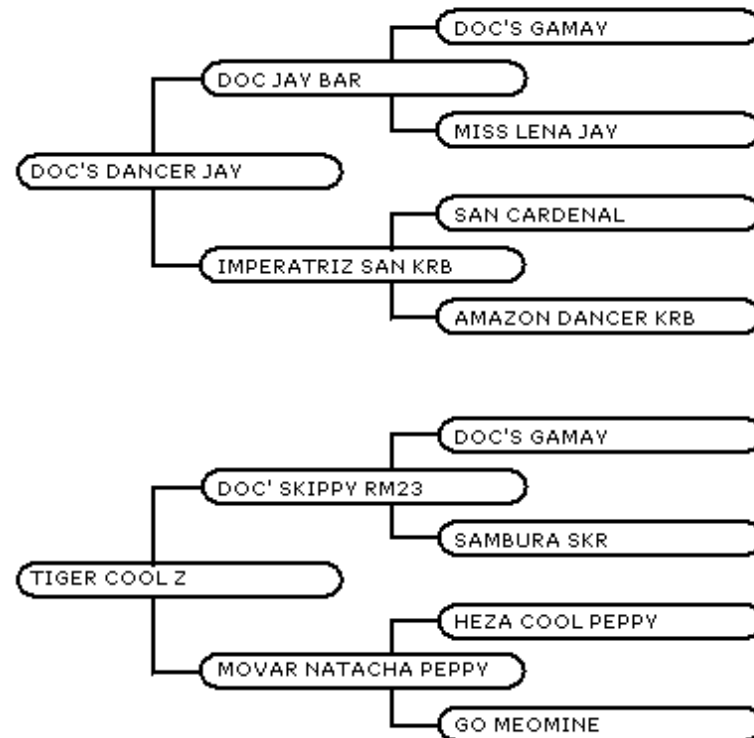 DOC'S GAMAY
DOC JAY BAR
MISS LENA JAY
DOC'S DANCER JAY
SAN CARDENAL
IMPERATRIZ SAN KRB
AMAZON DANCER KRB
DOC'S GAMAY
DOC' SKIPPY RM23
SAMBURA SKR
TIGER COOL Z
HEZA COOL PEPPY
MOVAR NATACHA PEPPY
GO MEOMINE